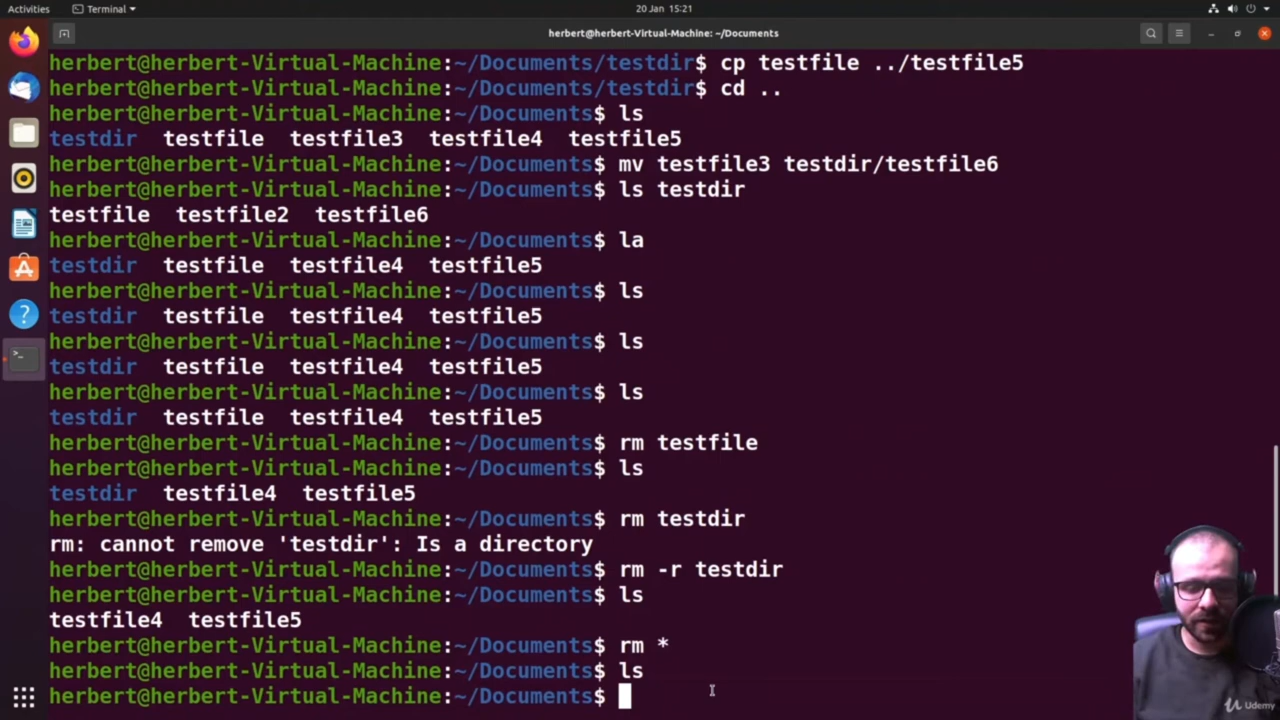 Activities Terminal 20 Jan 15:21
herbert@herbert-Virtual-Machine: ~/Documents
herbert@herbert-Virtual-Machine:~/Documents/testdir$ cp testfile ../testfile5
herbert@herbert-Virtual-Machine:~/Documents/testdir$ cd ..
herbert@herbert-Virtual-Machine:~/Documents$ ls
testdir testfile testfile3 testfile4 testfile5
herbert@herbert-Virtual-Machine:~/Documents$ mv testfile3 testdir/testfile6
herbert@herbert-Virtual-Machine:~/Documents$ ls testdir
testfile testfile2 testfile6
herbert@herbert-Virtual-Machine:~/Documents$ la
testdir testfile testfile4 testfile5
herbert@herbert-Virtual-Machine:~/Documents$ ls
testdir testfile testfile4 testfile5
herbert@herbert-Virtual-Machine:~/Documents$ ls
testdir testfile testfile4 testfile5
herbert@herbert-Virtual-Machine:~/Documents$ ls
testdir testfile testfile4 testfile5
herbert@herbert-Virtual-Machine:~/Documents$ rm testfile
herbert@herbert-Virtual-Machine:~/Documents$ ls
testdir testfile4 testfile5
herbert@herbert-Virtual-Machine:~/Documents$ rm testdir
rm: cannot remove 'testdir': Is a directory
herbert@herbert-Virtual-Machine:~/Documents$ rm -r testdir
herbert@herbert-Virtual-Machine:~/Documents$ ls
testfile4 testfile5
herbert@herbert-Virtual-Machine:~/Documents$ rm *
herbert@herbert-Virtual-Machine:~/Documents$ ls
herbert@herbert-Virtual-Machine:~/Documents$
Udemy